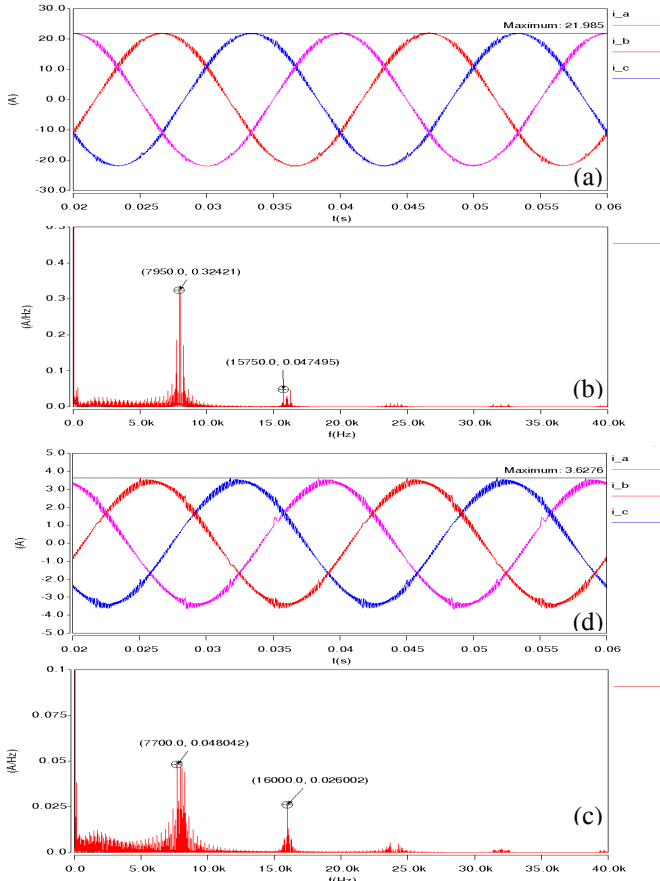 30.0
20.0
10.0
0.0
-10.0
-20.0
-30.0
(A)
Maximum: 21.985
i_a
i_b
i_c
(a)
0.02 0.025 0.03 0.035 0.04 0.045 0.05 0.055 0.06
t(s)
0.5
0.4
0.3
0.2
0.1
0.0
(A/Hz)
(7950.0, 0.32421)
(15750.0, 0.047495)
(b)
0.0 5.0k 10.0k 15.0k 20.0k 25.0k 30.0k 35.0k 40.0k
f(Hz)
5.0
4.0
3.0
2.0
1.0
0.0
-1.0
-2.0
-3.0
-4.0
-5.0
(A)
Maximum: 3.6276
i_a
i_b
i_c
(d)
0.02 0.025 0.03 0.035 0.04 0.045 0.05 0.055 0.06
t(s)
0.1
0.075
0.05
0.025
0.0
(A/Hz)
(7700.0, 0.048042)
(16000.0, 0.026002)
(c)
0.0 5.0k 10.0k 15.0k 20.0k 25.0k 30.0k 35.0k 40.0k
f(Hz)